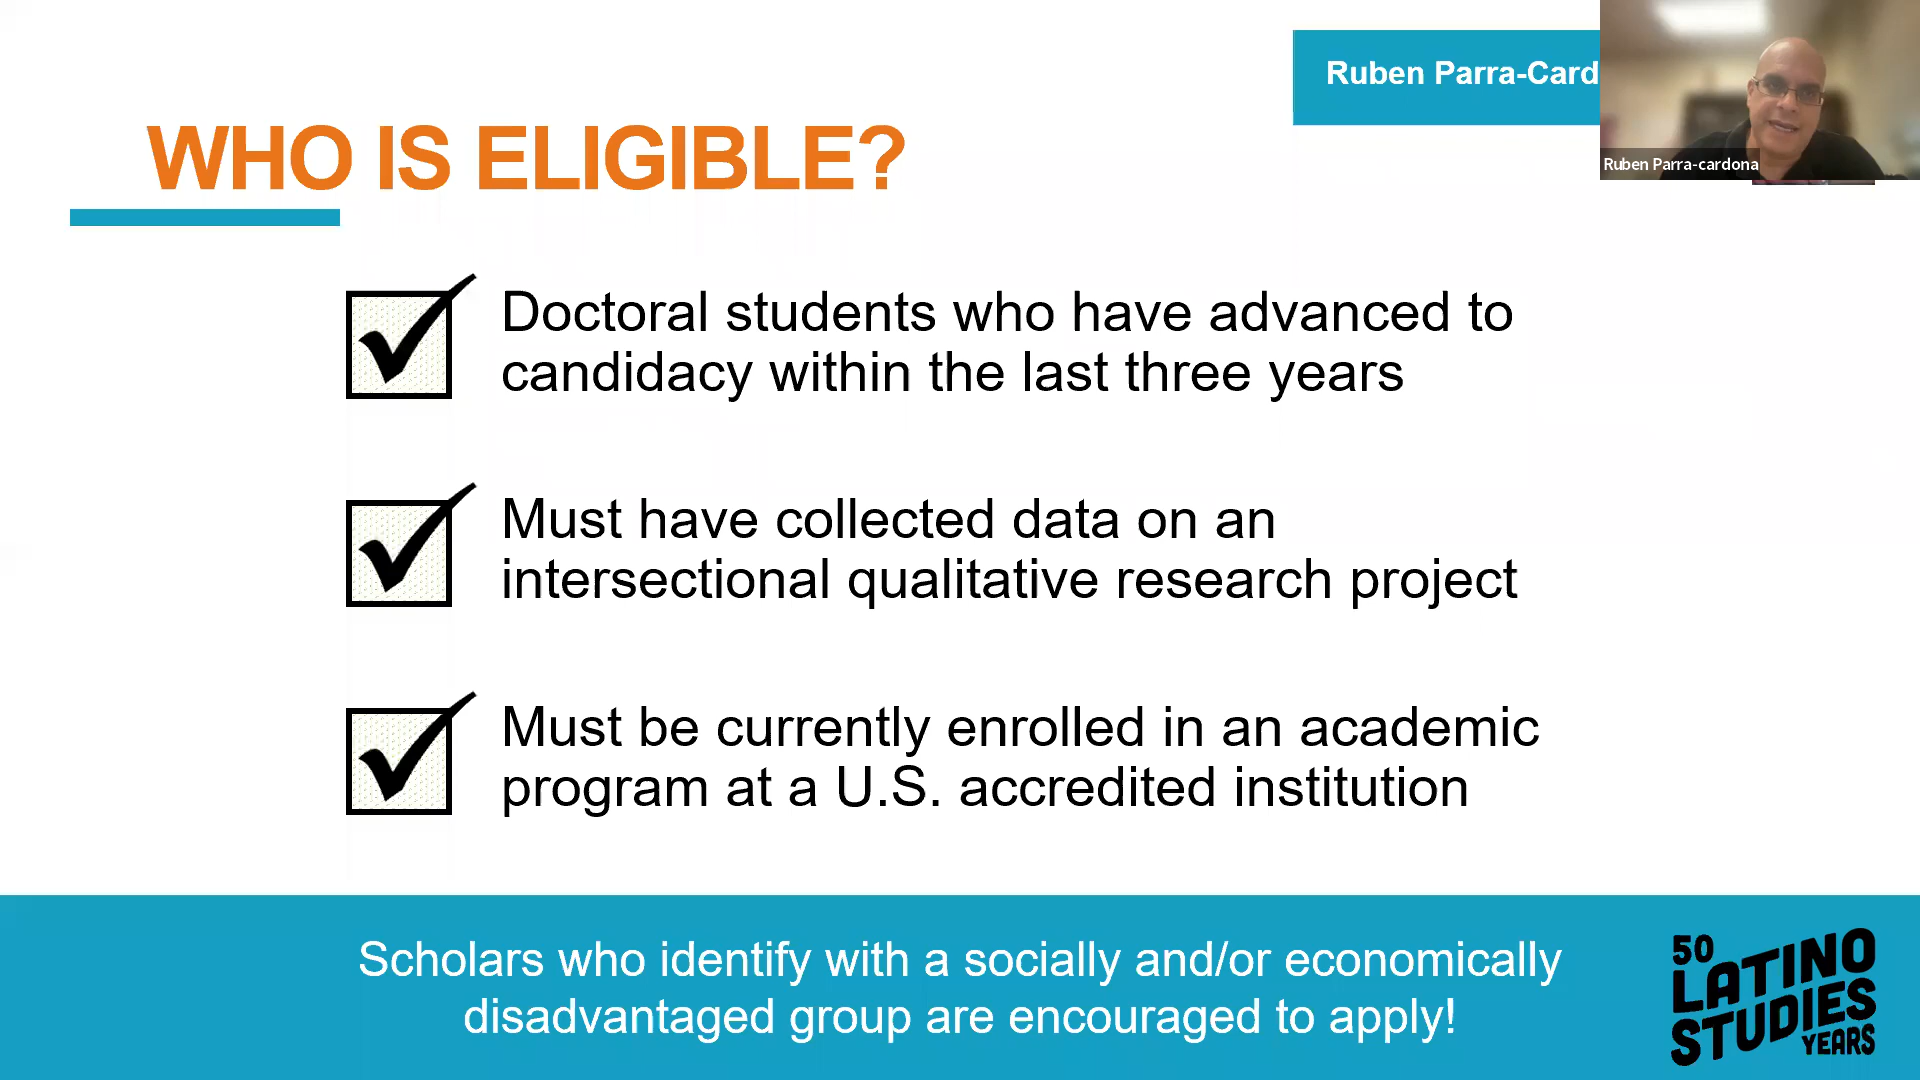 Ruben Parra-Card
Ruben Parra-cardona
WHO IS ELIGIBLE?
Doctoral students who have advanced to
candidacy within the last three years
Must have collected data on an
intersectional qualitative research project
Must be currently enrolled in an academic
program at a U.S. accredited institution
Scholars who identify with a socially and/or economically
disadvantaged group are encouraged to apply!
50
LATINO
STUDIES
YEARS